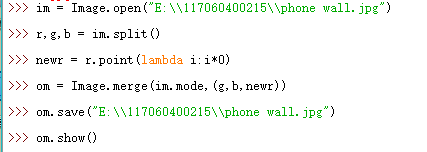 >>> im = Image.open("E:\\117060400215\\phone wall.jpg")
>>> r,g,b = im.split()
>>> newr = r.point(lambda i:i*0)
>>> om = Image.merge(im.mode,(g,b,newr))
>>> om.save("E:\\117060400215\\phone wall.jpg")
>>> om.show()